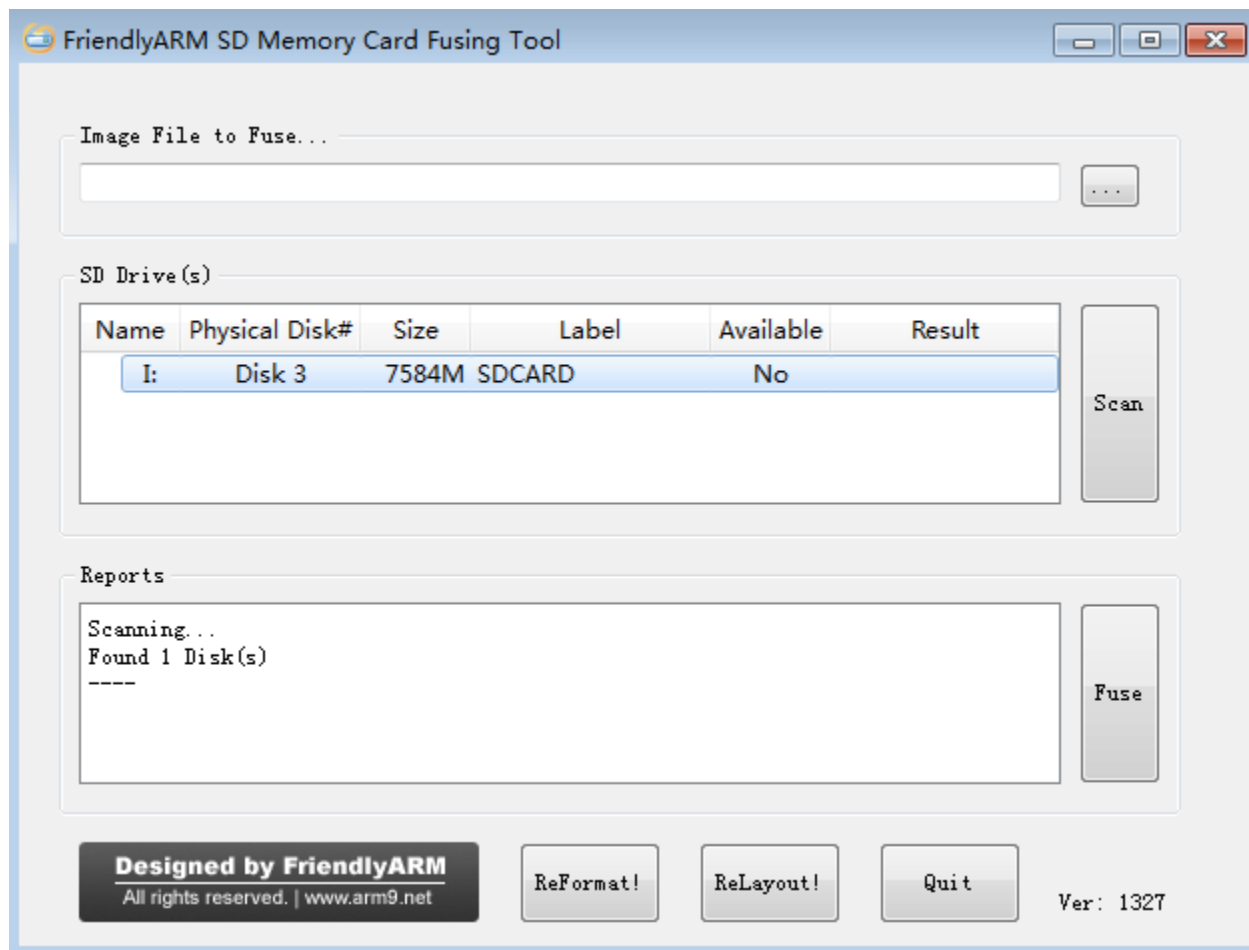 FriendlyARM SD Memory Card Fusing Tool
Image File to Fuse...
...
SD Drive(s)
Name Physical Disk# Size Label Available Result
I: Disk 3 7584M SDCARD No
Scan
Reports
Scanning...
Found 1 Disk(s)
----
Fuse
Designed by FriendlyARM
All rights reserved. | www.arm9.net
ReFormat!
ReLayout!
Quit
Ver: 1327